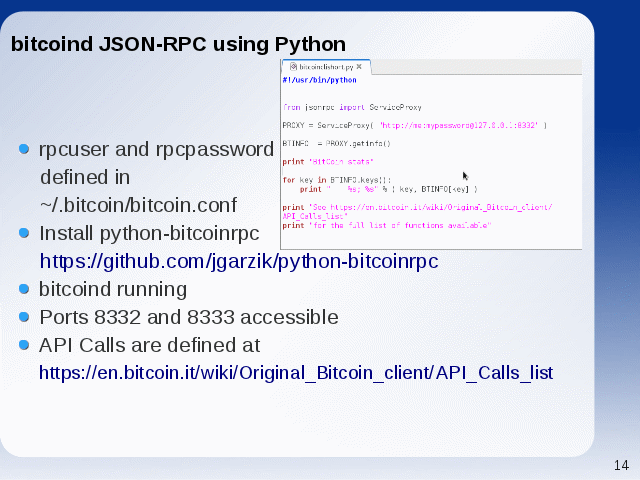 bitcoind JSON-RPC using Python
bitcoinclishort.py ✕
#!/usr/bin/python
from jsonrpc import ServiceProxy
PROXY = ServiceProxy( 'http://me:mypassword@127.0.0.1:8332' )
BTINFO = PROXY.getinfo()
print "BitCoin stats"
for key in BTINFO.keys():
print " %s; %s" % ( key, BTINFO[key] )
print "See https://en.bitcoin.it/wiki/Original_Bitcoin_client/
API_Calls_list"
print "for the full list of functions available"
rpcuser and rpcpassword
defined in
~/.bitcoin/bitcoin.conf
Install python-bitcoinrpc
https://github.com/jgarzik/python-bitcoinrpc
bitcoind running
Ports 8332 and 8333 accessible
API Calls are defined at
https://en.bitcoin.it/wiki/Original_Bitcoin_client/API_Calls_list
14